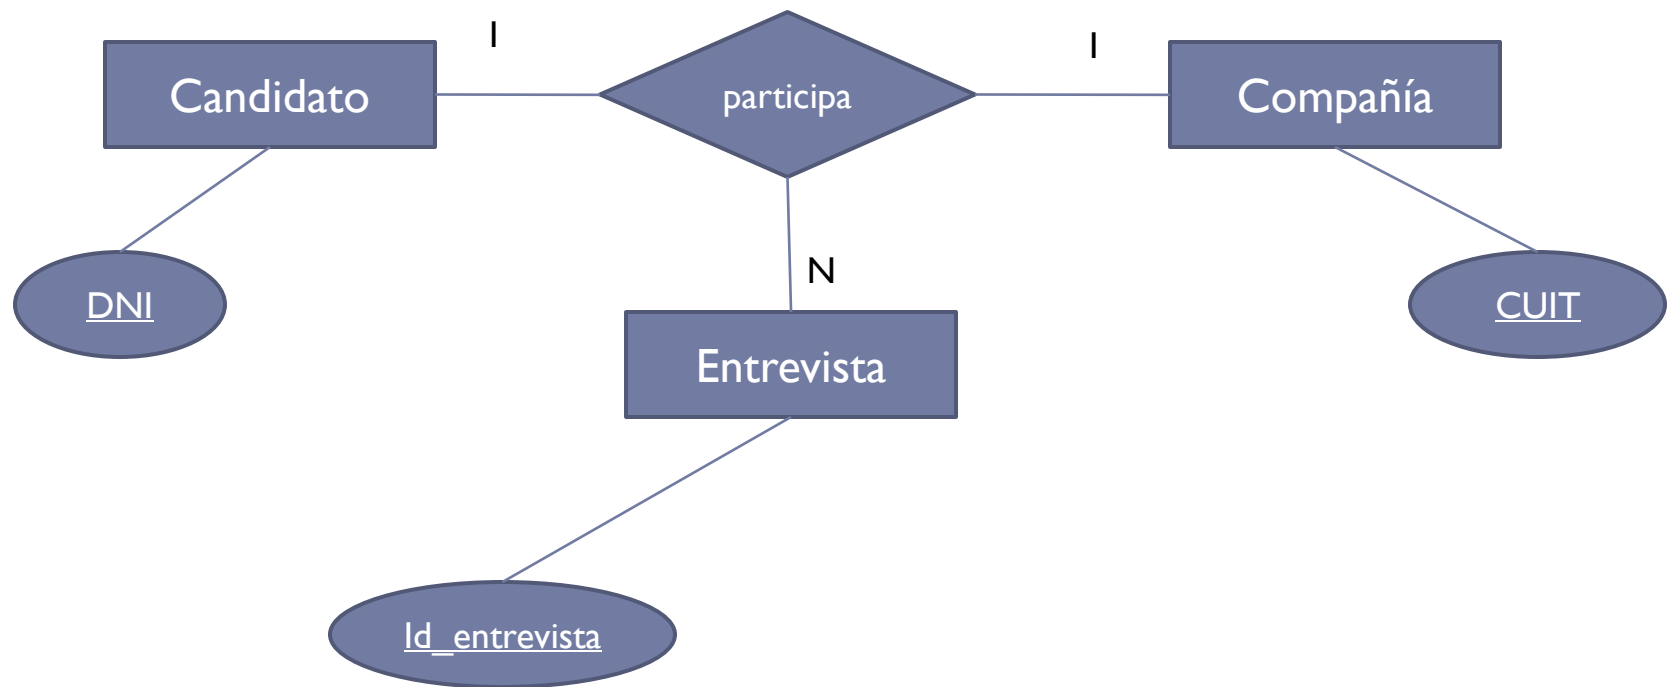 1
1
Candidato
participa
Compañía
DNI
N
CUIT
Entrevista
Id_entrevista